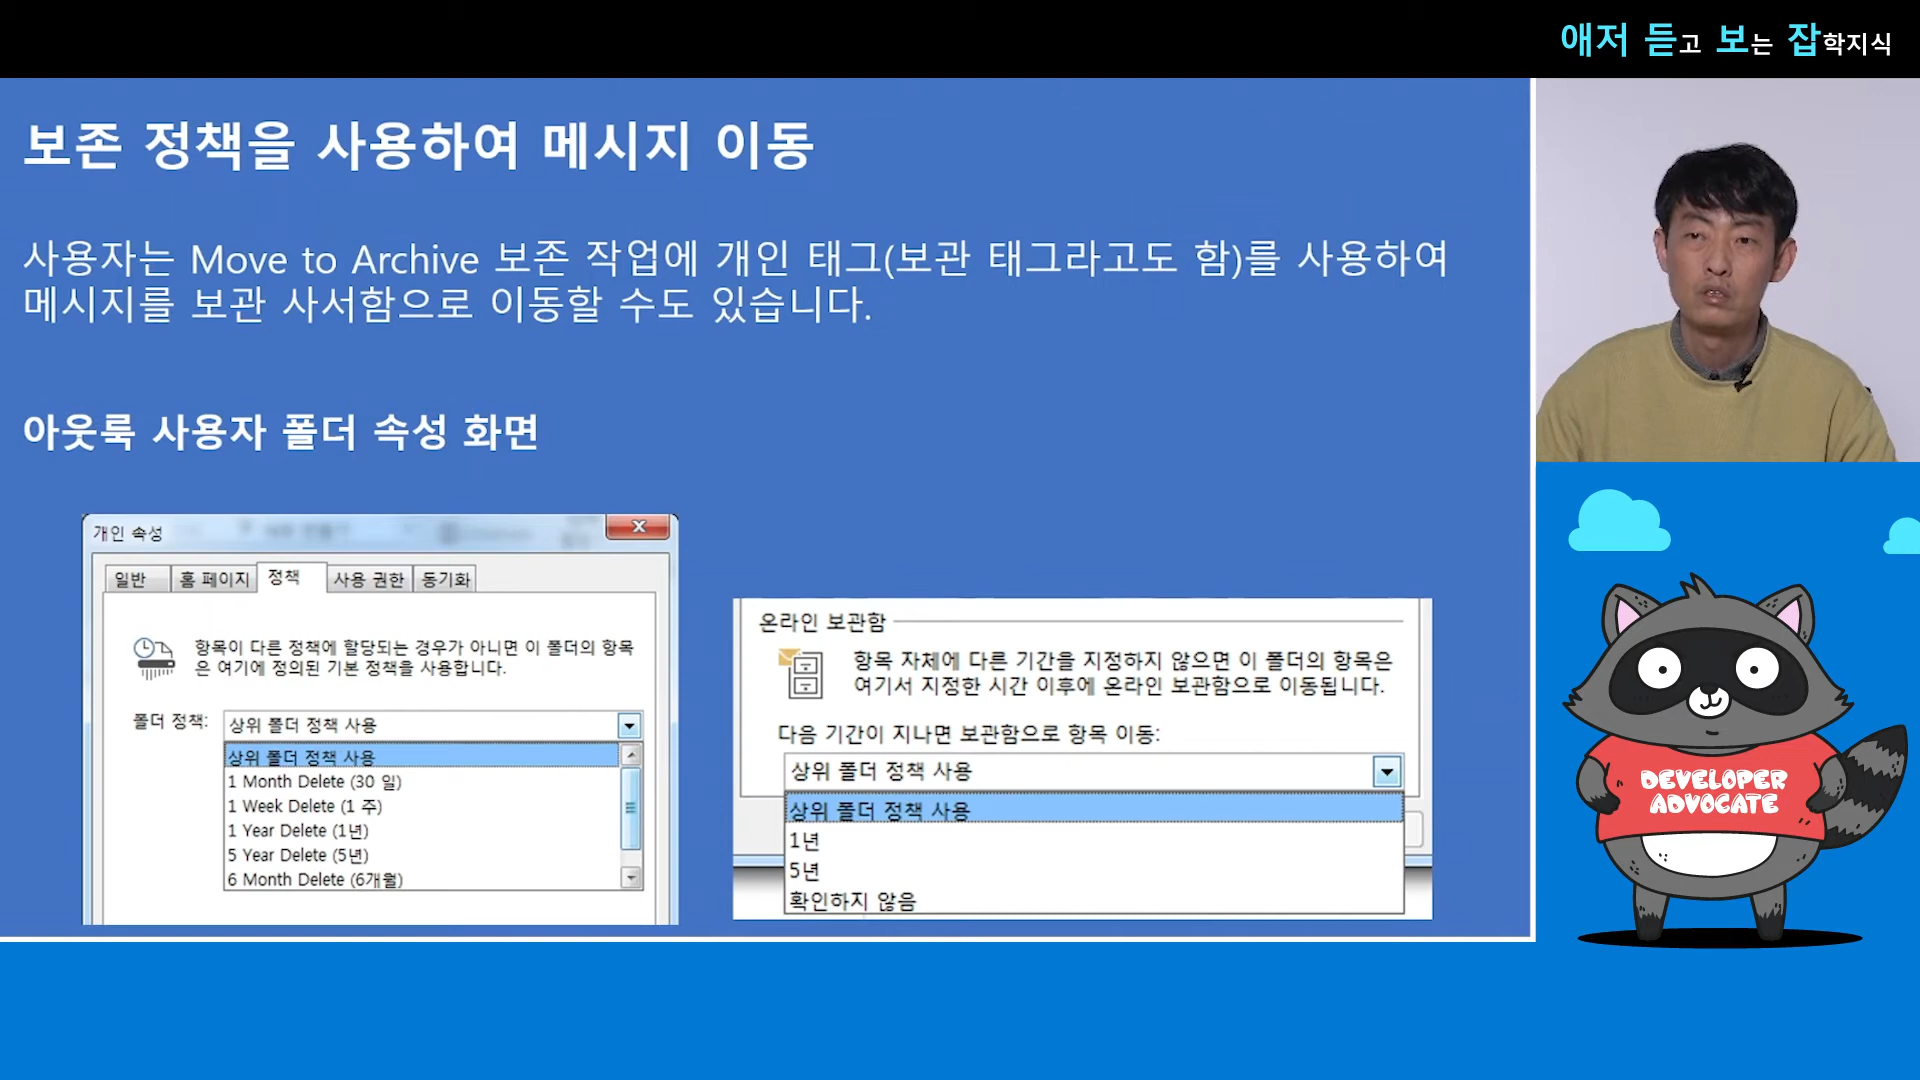 애저 듣고 보는 잡학지식
보존 정책을 사용하여 메시지 이동
사용자는 Move to Archive 보존 작업에 개인 태그(보관 태그라고도 함)를 사용하여
메시지를 보관 사서함으로 이동할 수도 있습니다.
아웃룩 사용자 폴더 속성 화면
개인 속성
일반 홈 페이지 정책 사용 권한 동기화
항목이 다른 정책에 할당되는 경우가 아니면 이 폴더의 항목
은 여기에 정의된 기본 정책을 사용합니다.
폴더 정책: 상위 폴더 정책 사용
상위 폴더 정책 사용
1 Month Delete (30 일)
1 Week Delete (1 주)
1 Year Delete (1년)
5 Year Delete (5년)
6 Month Delete (6개월)
온라인 보관함
항목 자체에 다른 기간을 지정하지 않으면 이 폴더의 항목은
여기서 지정한 시간 이후에 온라인 보관함으로 이동됩니다.
다음 기간이 지나면 보관함으로 항목 이동:
상위 폴더 정책 사용
상위 폴더 정책 사용
1년
5년
확인하지 않음
DEVELOPER
ADVOCATE